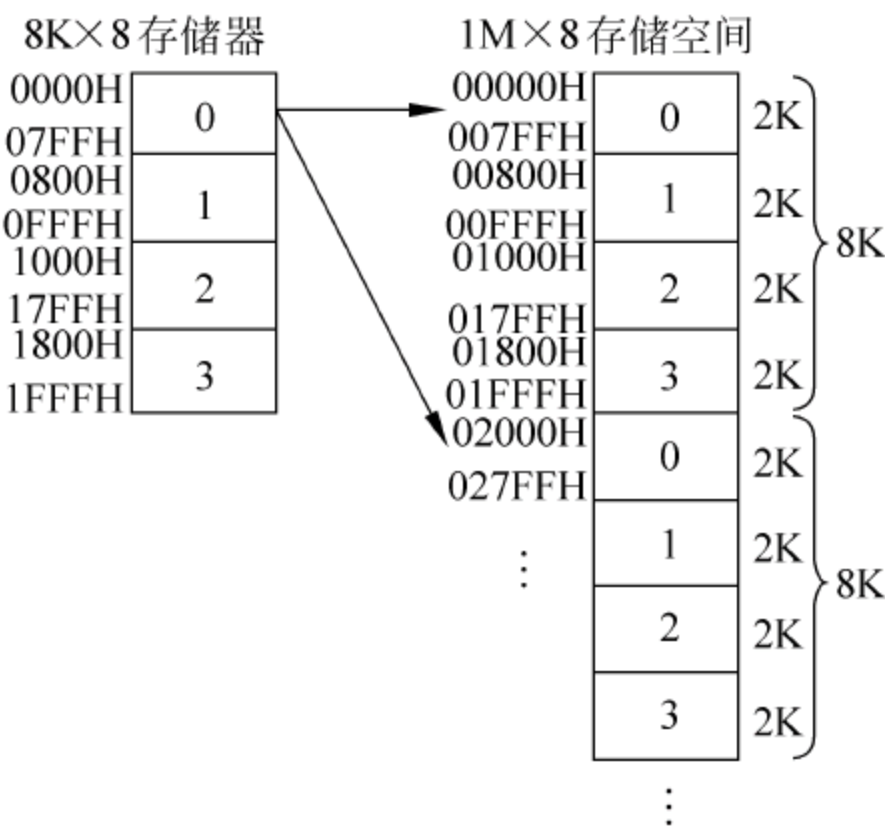 8K×8存储器
0000H
07FFH
0800H
0FFFH
1000H
17FFH
1800H
1FFFH
0
1
2
3
1M×8存储空间
00000H
007FFH
00800H
00FFFH
01000H
017FFH
01800H
01FFFH
02000H
027FFH
⋮
0
1
2
3
0
1
2
3
⋮
2K
2K
2K
2K
2K
2K
2K
2K
8K
8K